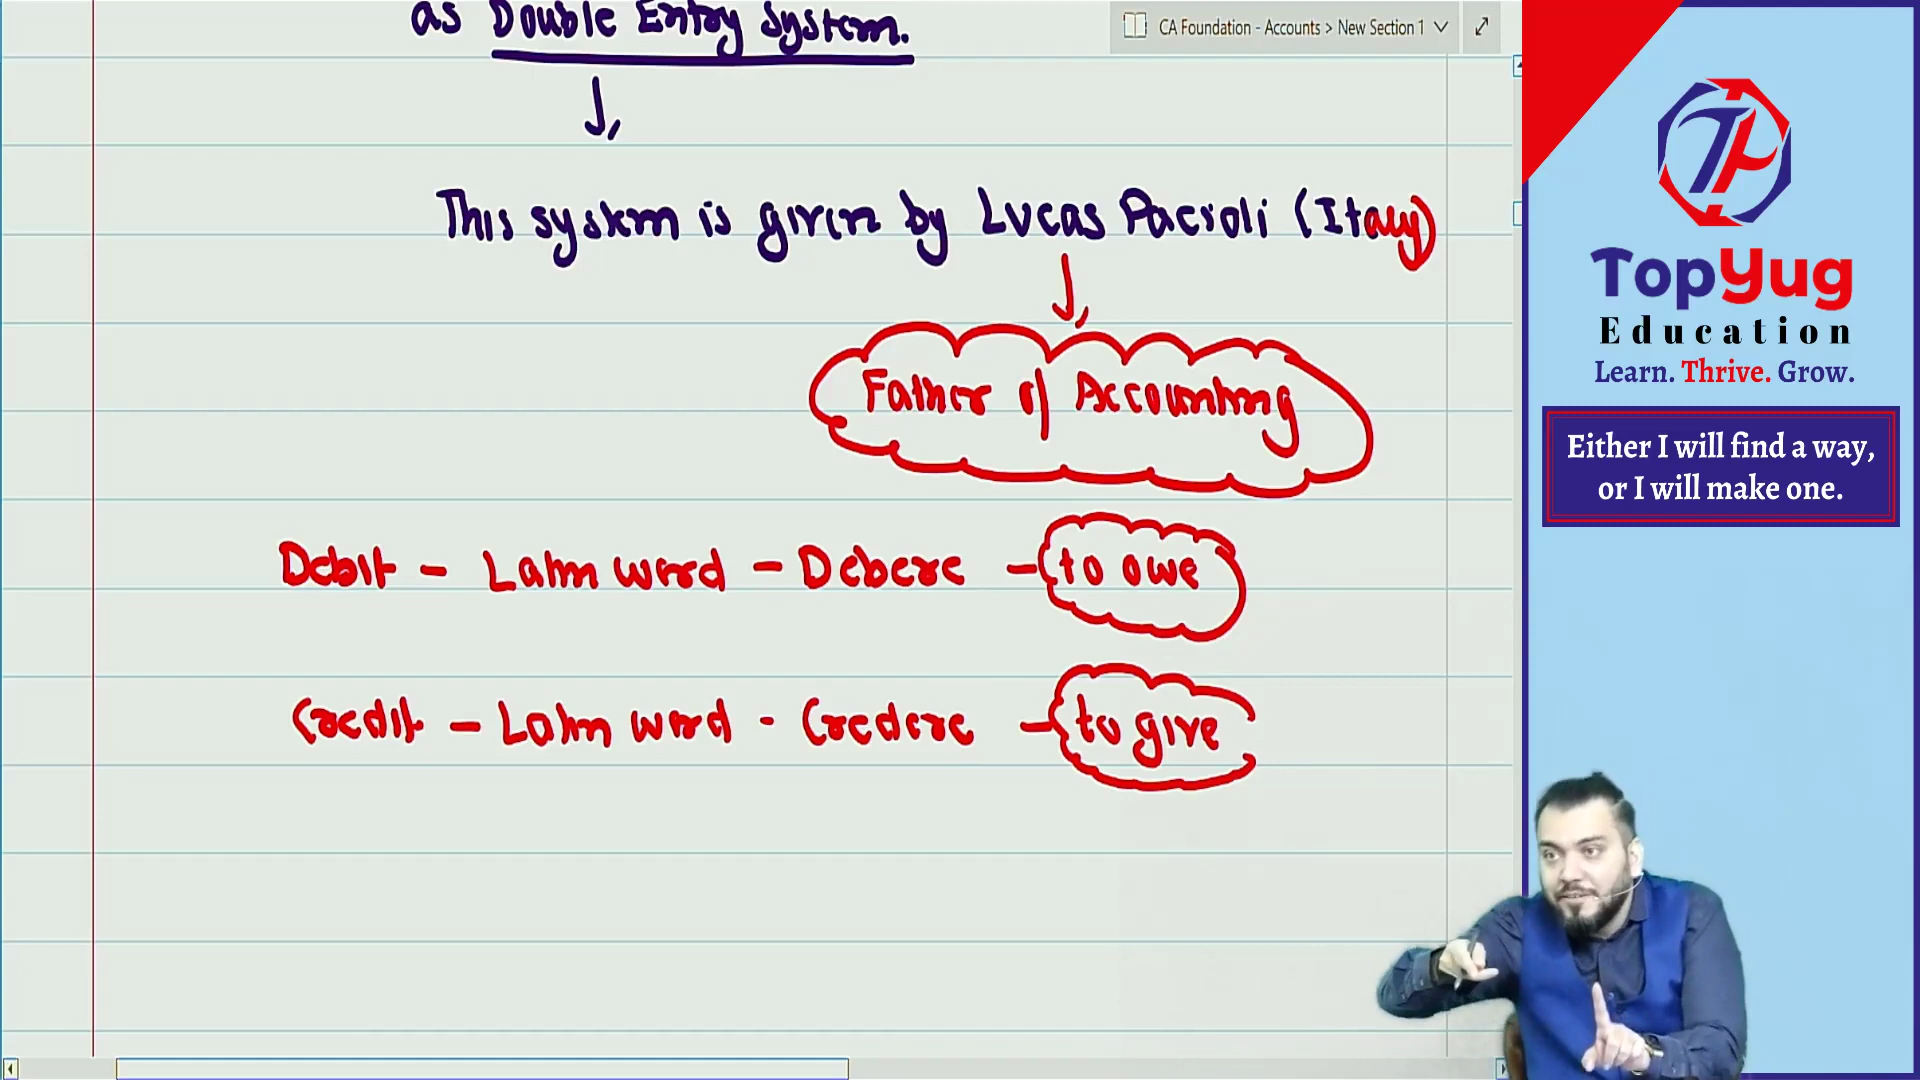 as Double Entry System.
CA Foundation - Accounts > New Section 1
This system is given by Lucas Pacioli (Italy)
Father of Accounting
Debit - Latin word - Debere - to owe
Credit - Latin word - Credere - to give
TopYug
Education
Learn. Thrive. Grow.
Either I will find a way,
or I will make one.